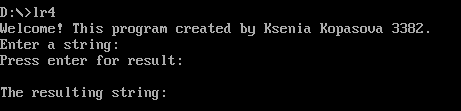 D:\>lr4
Welcome! This program created by Ksenia Kopasova 3382.
Enter a string:
Press enter for result:
The resulting string: